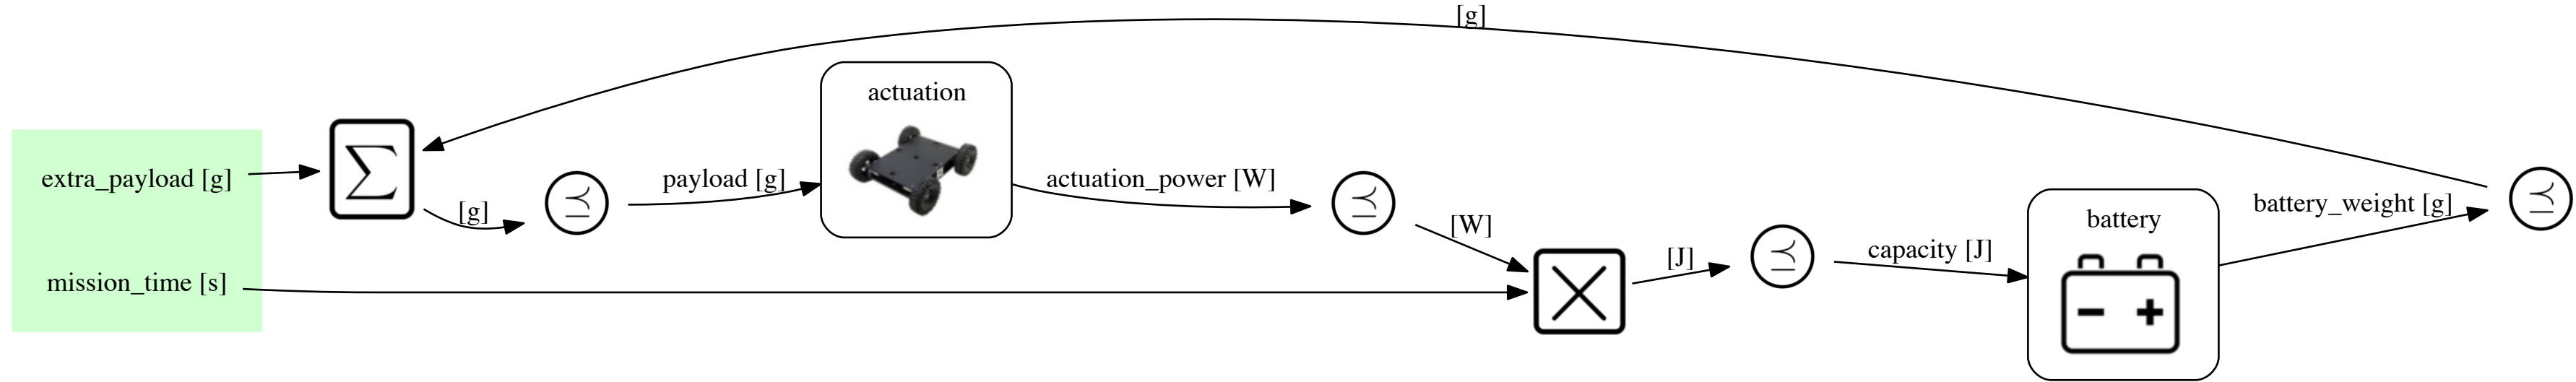 [g]
actuation
extra_payload [g]
Σ
[g]
⪯
payload [g]
actuation_power [W]
⪯
[W]
mission_time [s]
[J]
⪯
capacity [J]
battery
battery_weight [g]
⪯